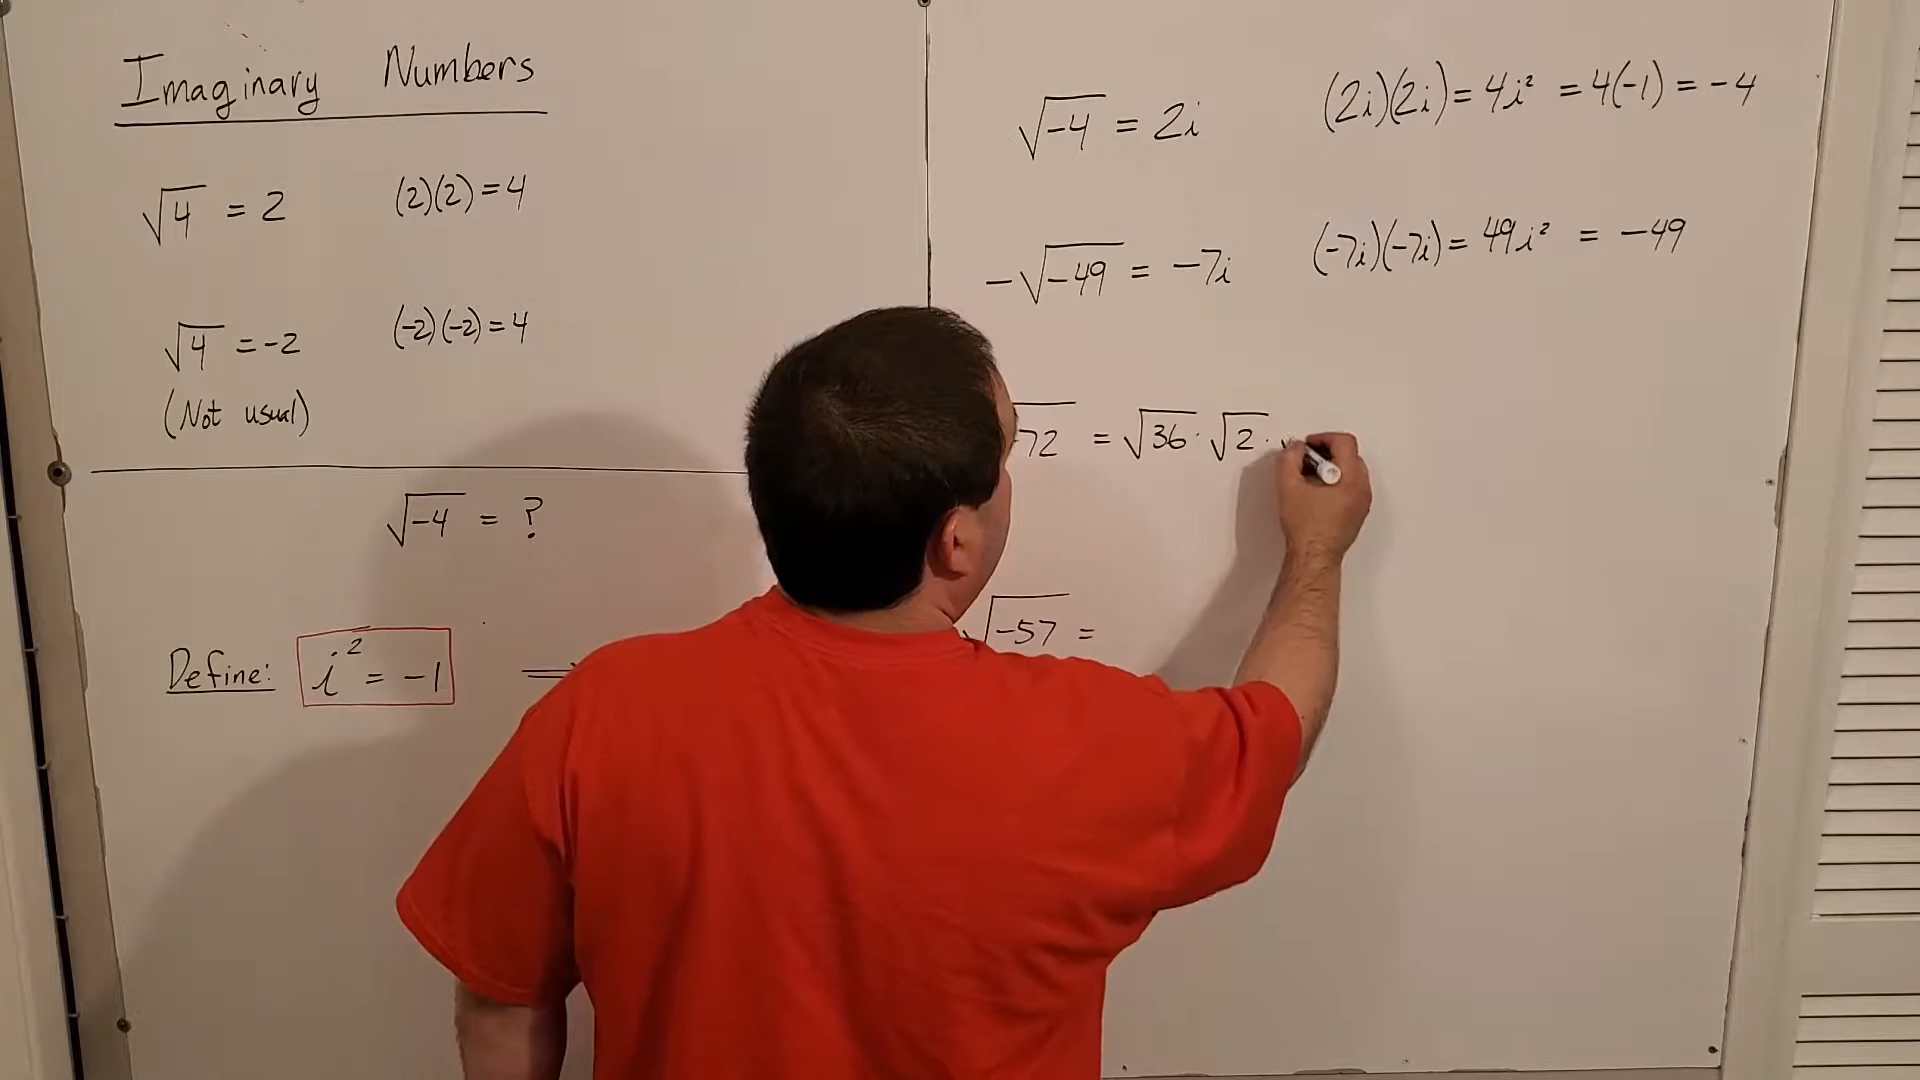 Imaginary Numbers
√4 = 2 (2)(2) = 4
√4 = -2 (-2)(-2) = 4
(Not usual)
√-4 = ?
Define: i² = -1
√-4 = 2i (2i)(2i) = 4i² = 4(-1) = -4
-√-49 = -7i (-7i)(-7i) = 49i² = -49
72 = √36 · √2 ·
√-57 =